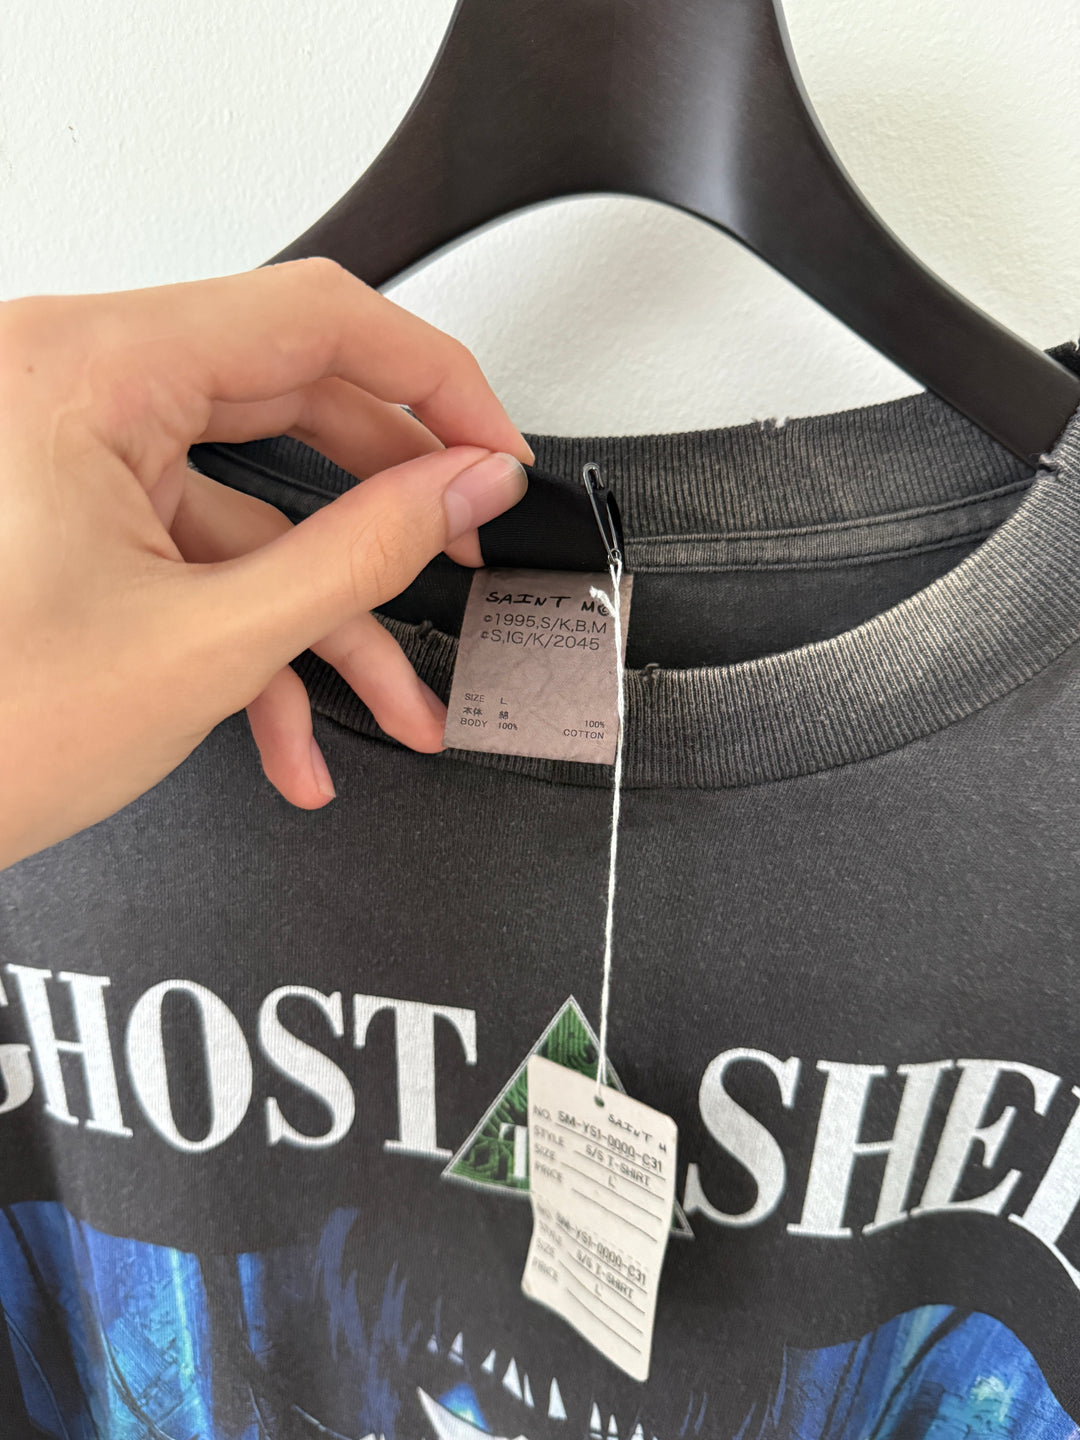 SAINT M
©1995,S/K,B,M
¢S,IG/K/2045
SIZE L
本体 綿
BODY 100% 100%
COTTON
GHOST SHEL
SAINT M
NO. SM-YS1-0000-C31
STYLE S/S T-SHIRT
SIZE L
PRICE
NO. SM-YS1-0000-C31
STYLE S/S T-SHIRT
SIZE L
PRICE